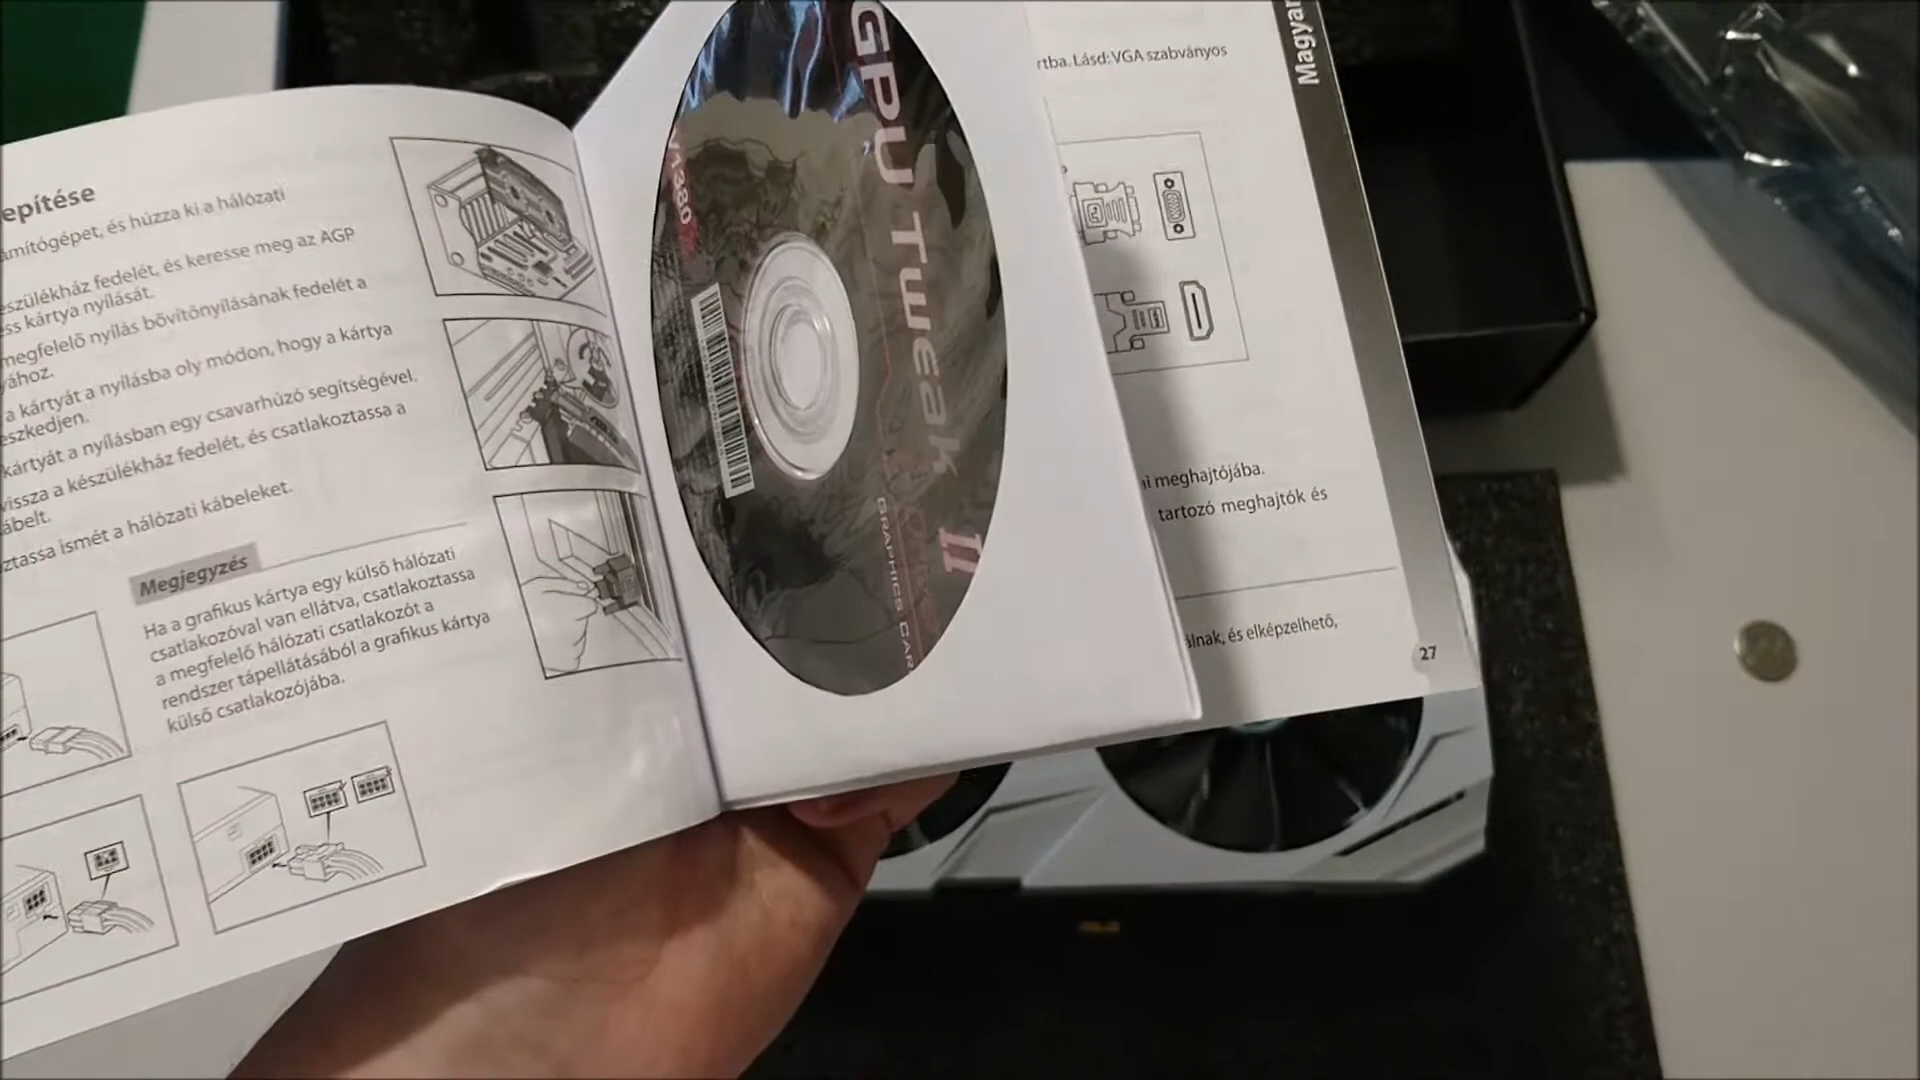 epítése
ámítógépet, és húzza ki a hálózati
észülékház fedelét, és keresse meg az AGP
ess kártya nyílását.
megfelelő nyílás bővítőnyílásának fedelét a
yához.
a kártyát a nyílásba oly módon, hogy a kártya
eszkedjen.
kártyát a nyílásban egy csavarhúzó segítségével.
vissza a készülékház fedelét, és csatlakoztassa a
ábelt.
oztassa ismét a hálózati kábeleket.
Megjegyzés
Ha a grafikus kártya egy külső hálózati
csatlakozóval van ellátva, csatlakoztassa
a megfelelő hálózati csatlakozót a
rendszer tápellátásából a grafikus kártya
külső csatlakozójába.
GPU Tweak II
GRAPHICS CAR
V1380
Magyar
rtba. Lásd: VGA szabványos
i meghajtójába.
tartozó meghajtók és
álnak, és elképzelhető,
27